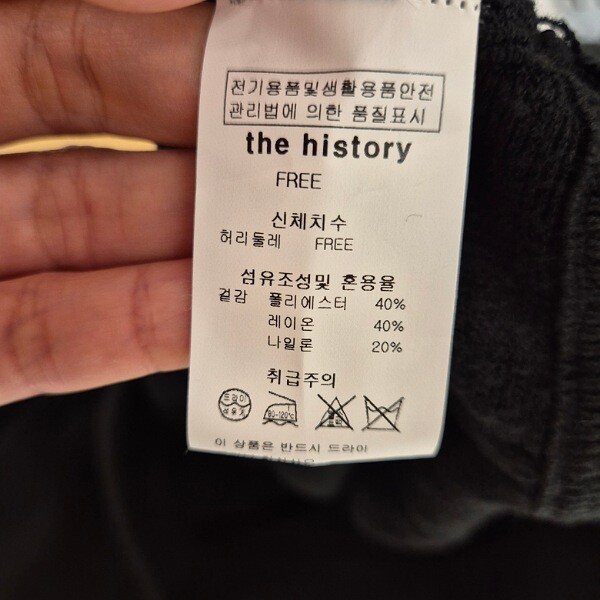 전기용품및생활용품안전
관리법에 의한 품질표시
the history
FREE
신체치수
허리둘레 FREE
섬유조성및 혼용율
겉감 폴리에스터 40%
레이온 40%
나일론 20%
취급주의
드라이
80-120℃
이 상품은 반드시 드라이